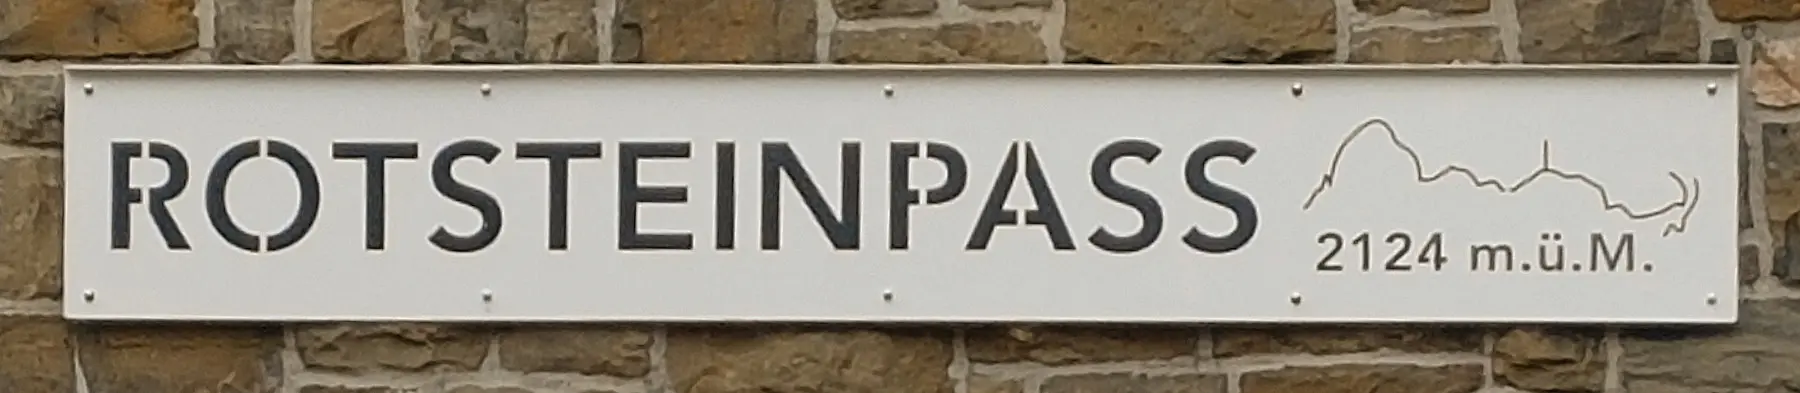 ROTSTEINPASS
2124 m.ü.M.